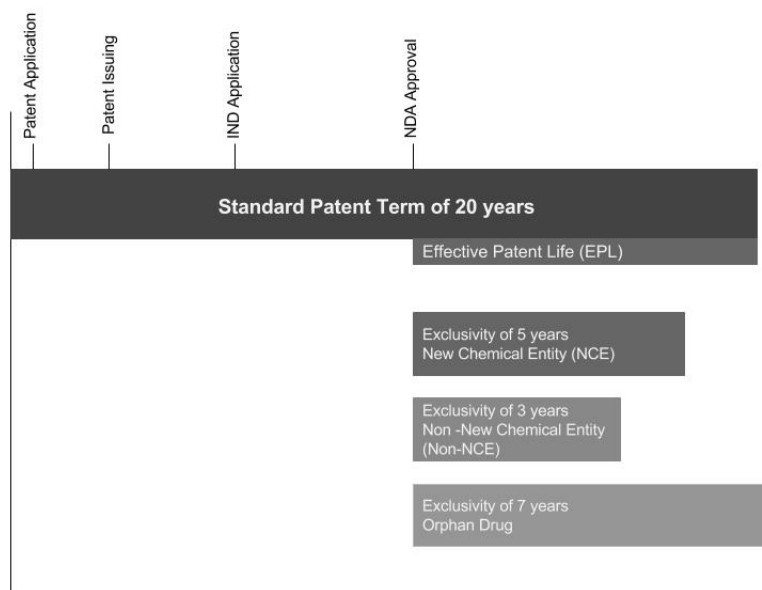 Patent Application
Patent Issuing
IND Application
NDA Approval
Standard Patent Term of 20 years
Effective Patent Life (EPL)
Exclusivity of 5 years
New Chemical Entity (NCE)
Exclusivity of 3 years
Non -New Chemical Entity
(Non-NCE)
Exclusivity of 7 years
Orphan Drug